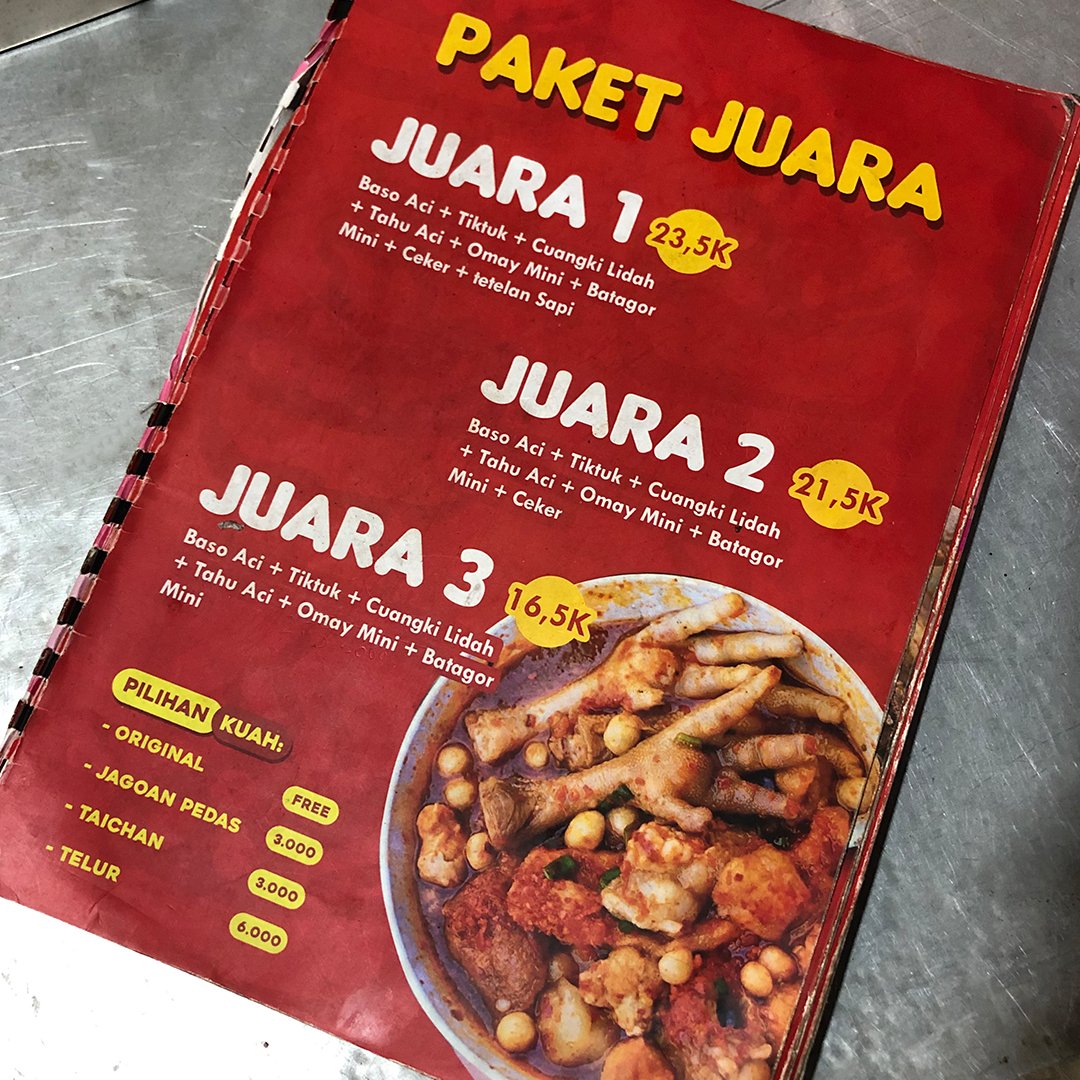 PAKET JUARA
JUARA 1
23,5K
Baso Aci + Tiktuk + Cuangki Lidah
+ Tahu Aci + Omay Mini + Batagor
Mini + Ceker + tetelan Sapi
JUARA 2
21,5K
Baso Aci + Tiktuk + Cuangki Lidah
+ Tahu Aci + Omay Mini + Batagor
Mini + Ceker
JUARA 3
16,5K
Baso Aci + Tiktuk + Cuangki Lidah
+ Tahu Aci + Omay Mini + Batagor
Mini
PILIHAN KUAH:
- ORIGINAL FREE
- JAGOAN PEDAS 3.000
- TAICHAN 3.000
- TELUR 6.000